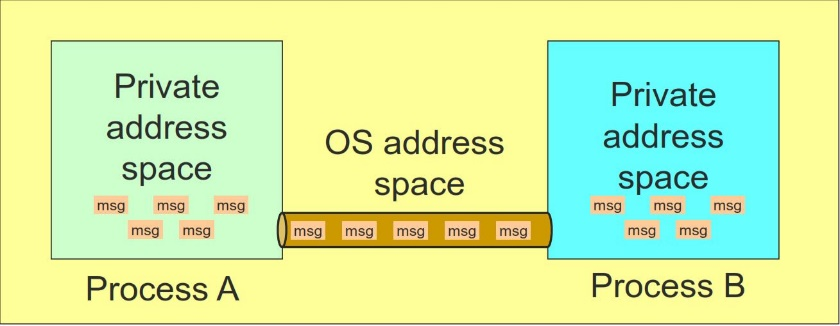 Private
address
space
msg msg msg
msg msg
Process A
OS address
space
msg msg msg msg msg
Private
address
space
msg msg msg
msg msg
Process B